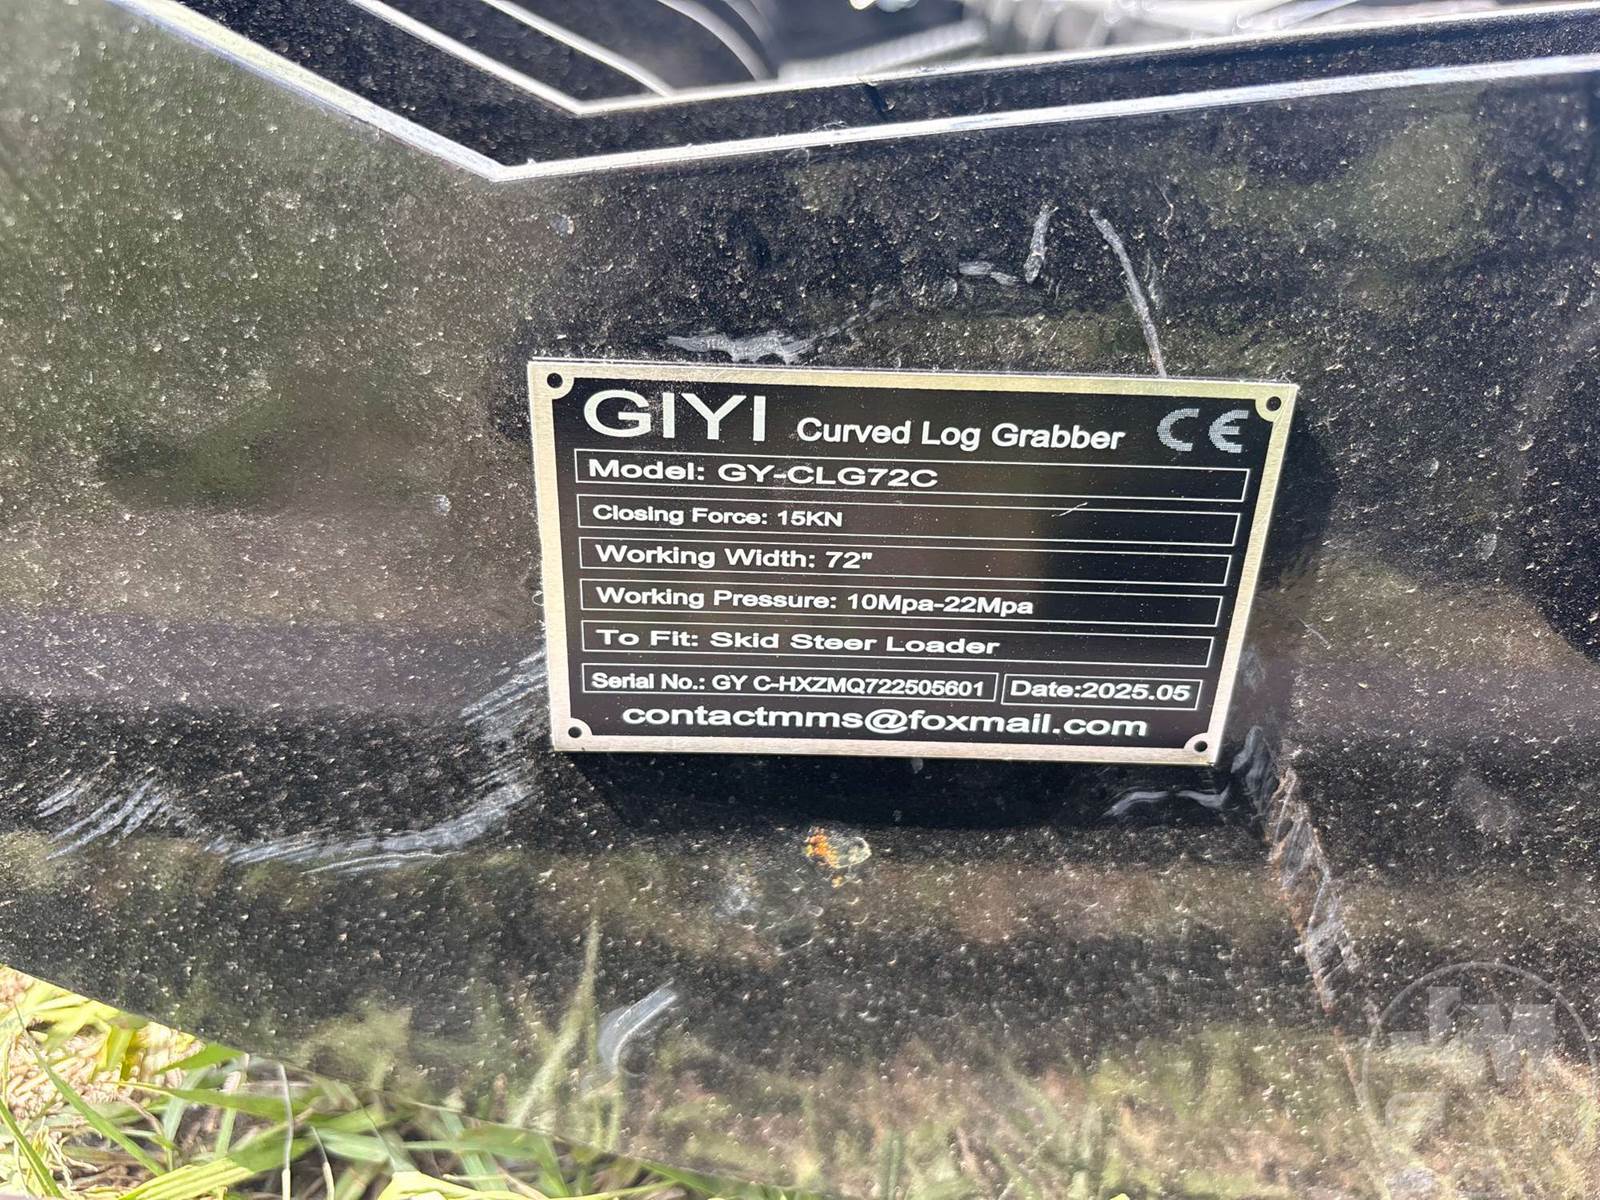 GIYI Curved Log Grabber CE
Model: GY-CLG72C
Closing Force: 15KN
Working Width: 72"
Working Pressure: 10Mpa-22Mpa
To Fit: Skid Steer Loader
Serial No.: GY C-HXZMQ722505601 Date:2025.05
contactmms@foxmail.com